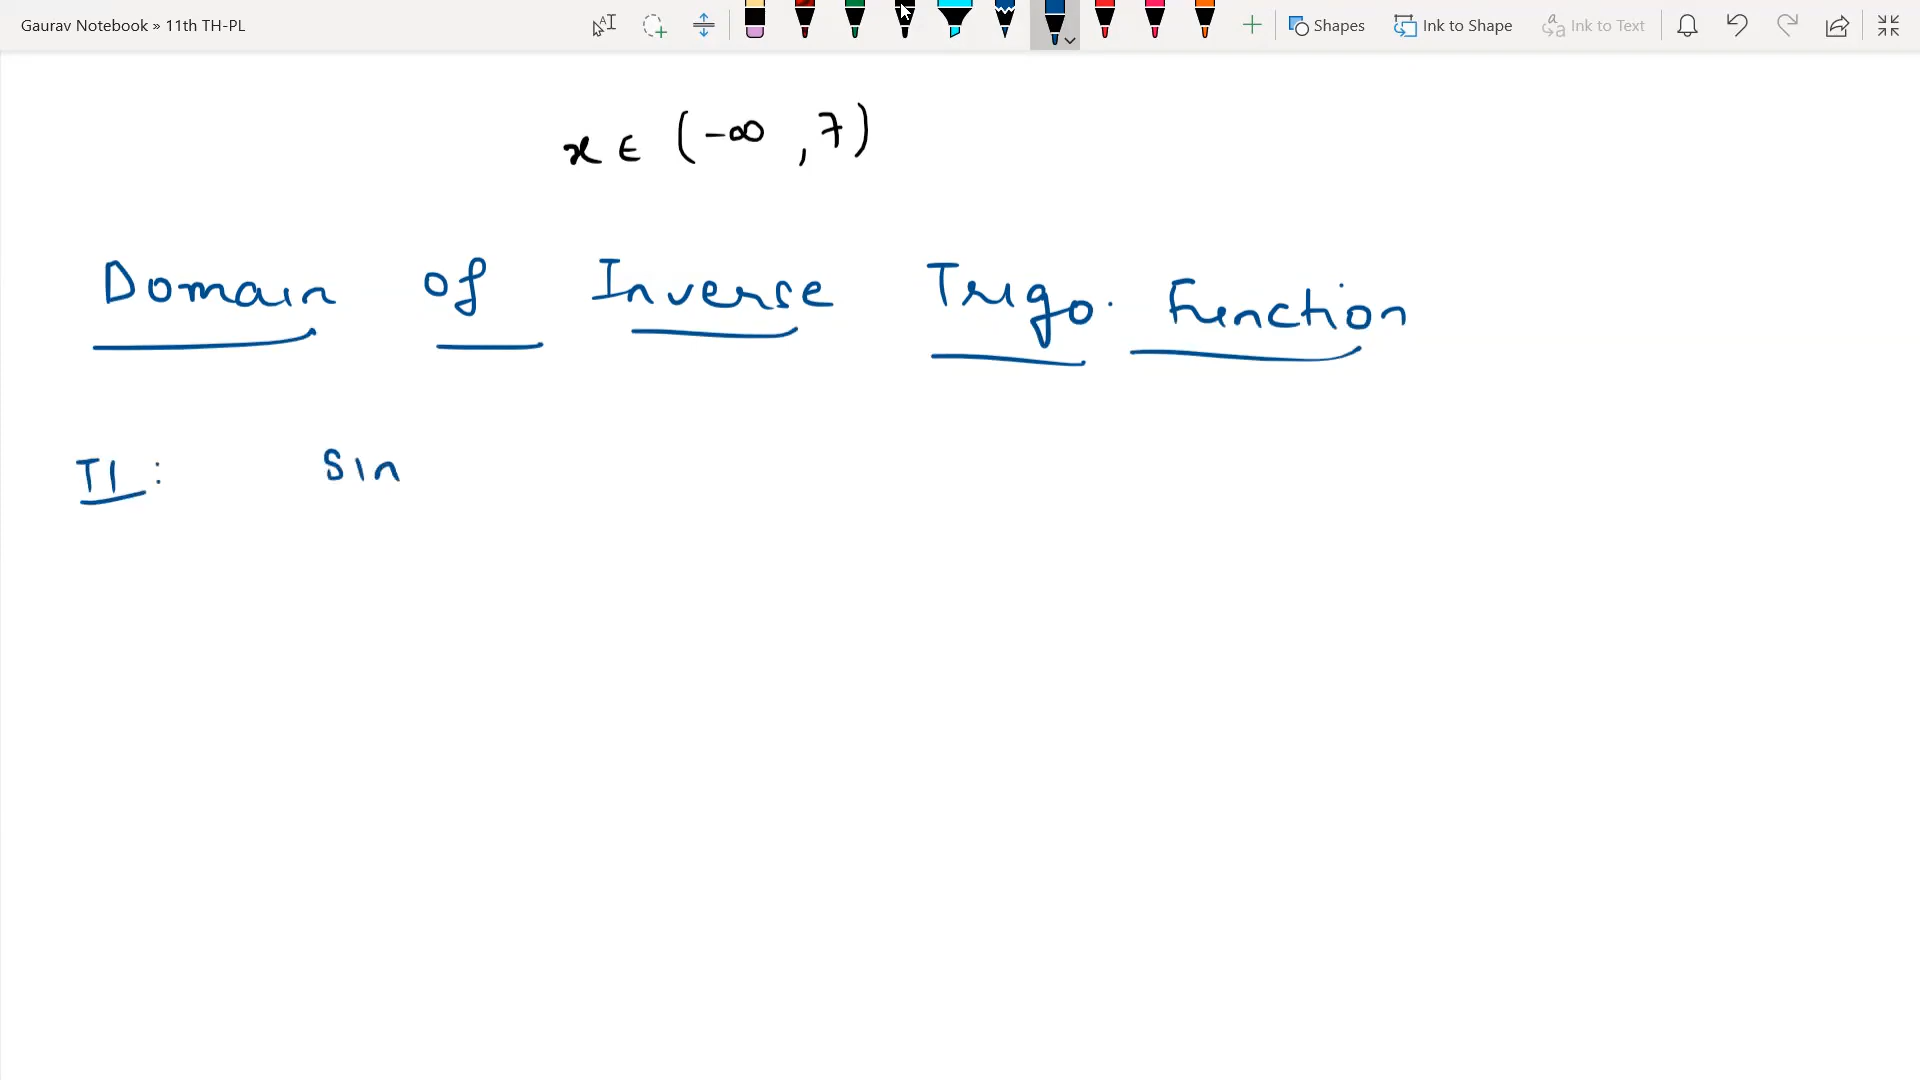 Gaurav Notebook » 11th TH-PL
Shapes
Ink to Shape
Ink to Text
x ∈ (-∞ , 7)
Domain of Inverse Trigo. Function
T1 : Sin